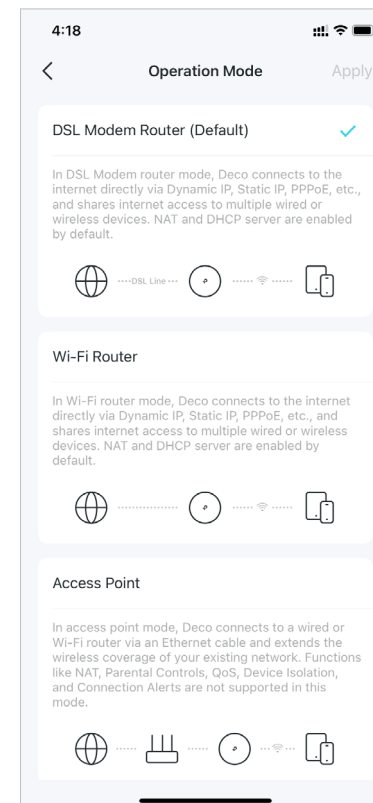 4:18
Operation Mode
Apply
DSL Modem Router (Default)
In DSL Modem router mode, Deco connects to the
internet directly via Dynamic IP, Static IP, PPPoE, etc.,
and shares internet access to multiple wired or
wireless devices. NAT and DHCP server are enabled
by default.
DSL Line
Wi-Fi Router
In Wi-Fi router mode, Deco connects to the internet
directly via Dynamic IP, Static IP, PPPoE, etc., and
shares internet access to multiple wired or wireless
devices. NAT and DHCP server are enabled by
default.
Access Point
In access point mode, Deco connects to a wired or
Wi-Fi router via an Ethernet cable and extends the
wireless coverage of your existing network. Functions
like NAT, Parental Controls, QoS, Device Isolation,
and Connection Alerts are not supported in this
mode.